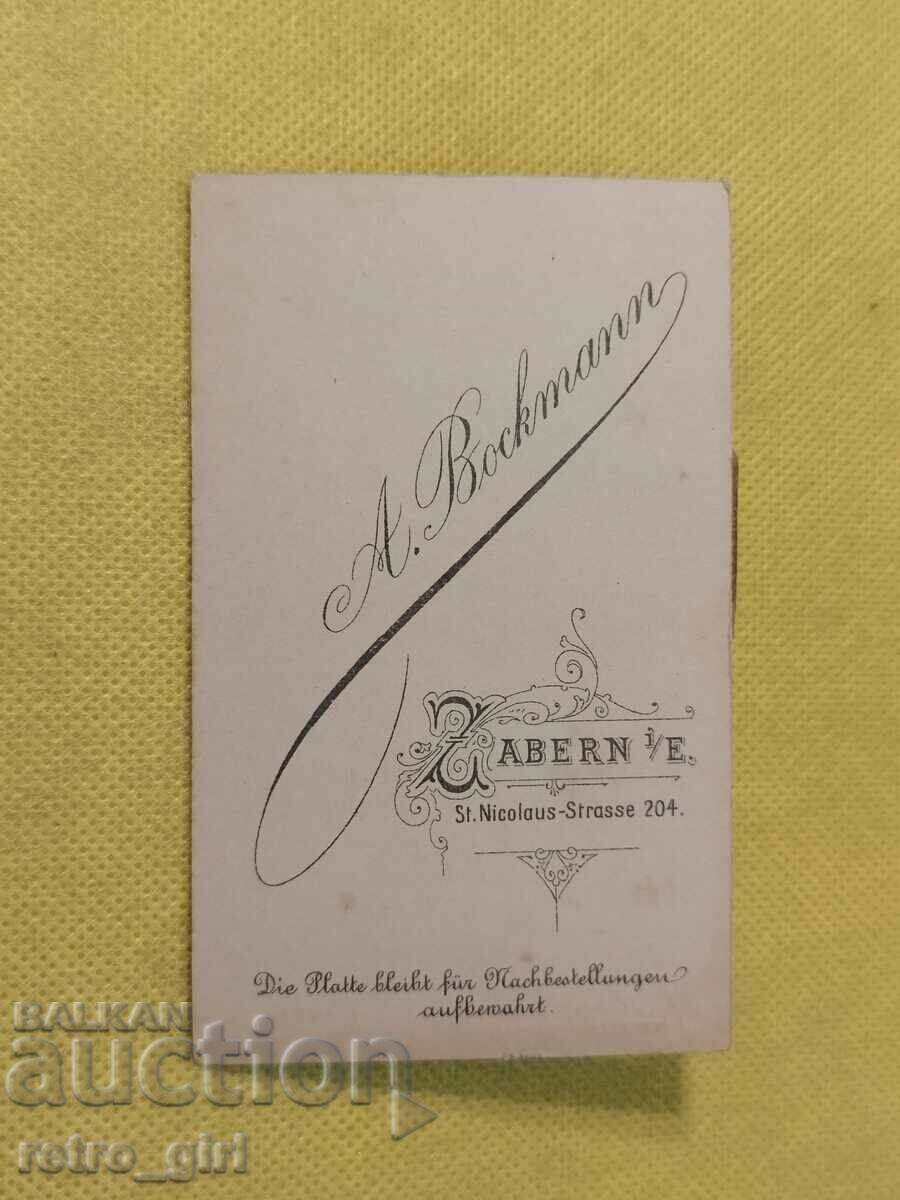 A. Bockmann
ZABERN i/E.
St. Nicolaus-Strasse 204.
Die Platte bleibt für Nachbestellungen
aufbewahrt.
BALKAN
auction
retro_girl